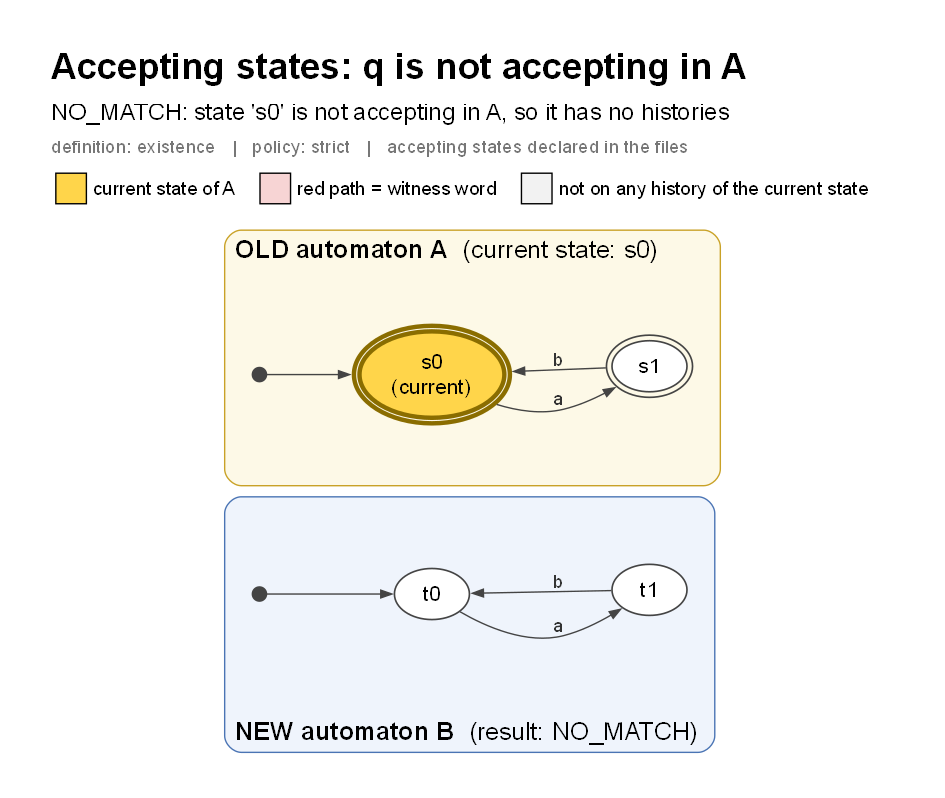 Accepting states: q is not accepting in A
NO_MATCH: state 's0' is not accepting in A, so it has no histories
definition: existence | policy: strict | accepting states declared in the files
current state of A red path = witness word not on any history of the current state
OLD automaton A (current state: s0)
s0
(current)
b
s1
a
b
t0
t1
a
NEW automaton B (result: NO_MATCH)